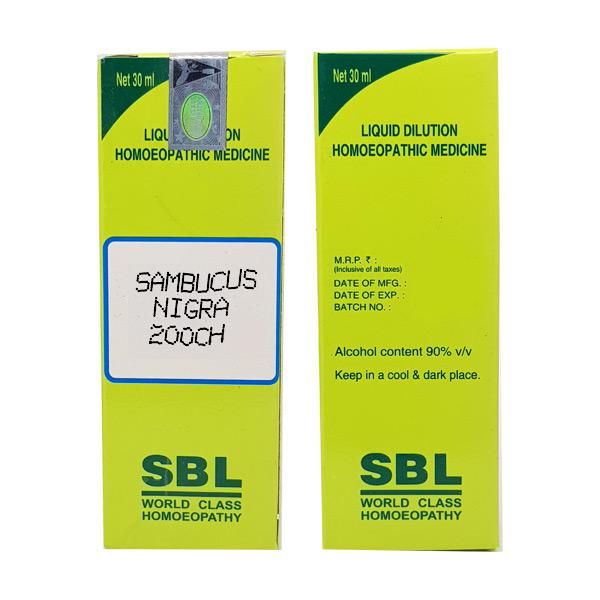 Net 30 ml
HOMOEOPATHIC MEDICINE
SAMBUCUS
NIGRA
200CH
SBL
WORLD CLASS
HOMOEOPATHY
Net 30 ml
LIQUID DILUTION
HOMOEOPATHIC MEDICINE
M.R.P. ₹ :
(Inclusive of all taxes)
DATE OF MFG. :
DATE OF EXP. :
BATCH NO. :
Alcohol content 90% v/v
Keep in a cool & dark place.
SBL
WORLD CLASS
HOMOEOPATHY